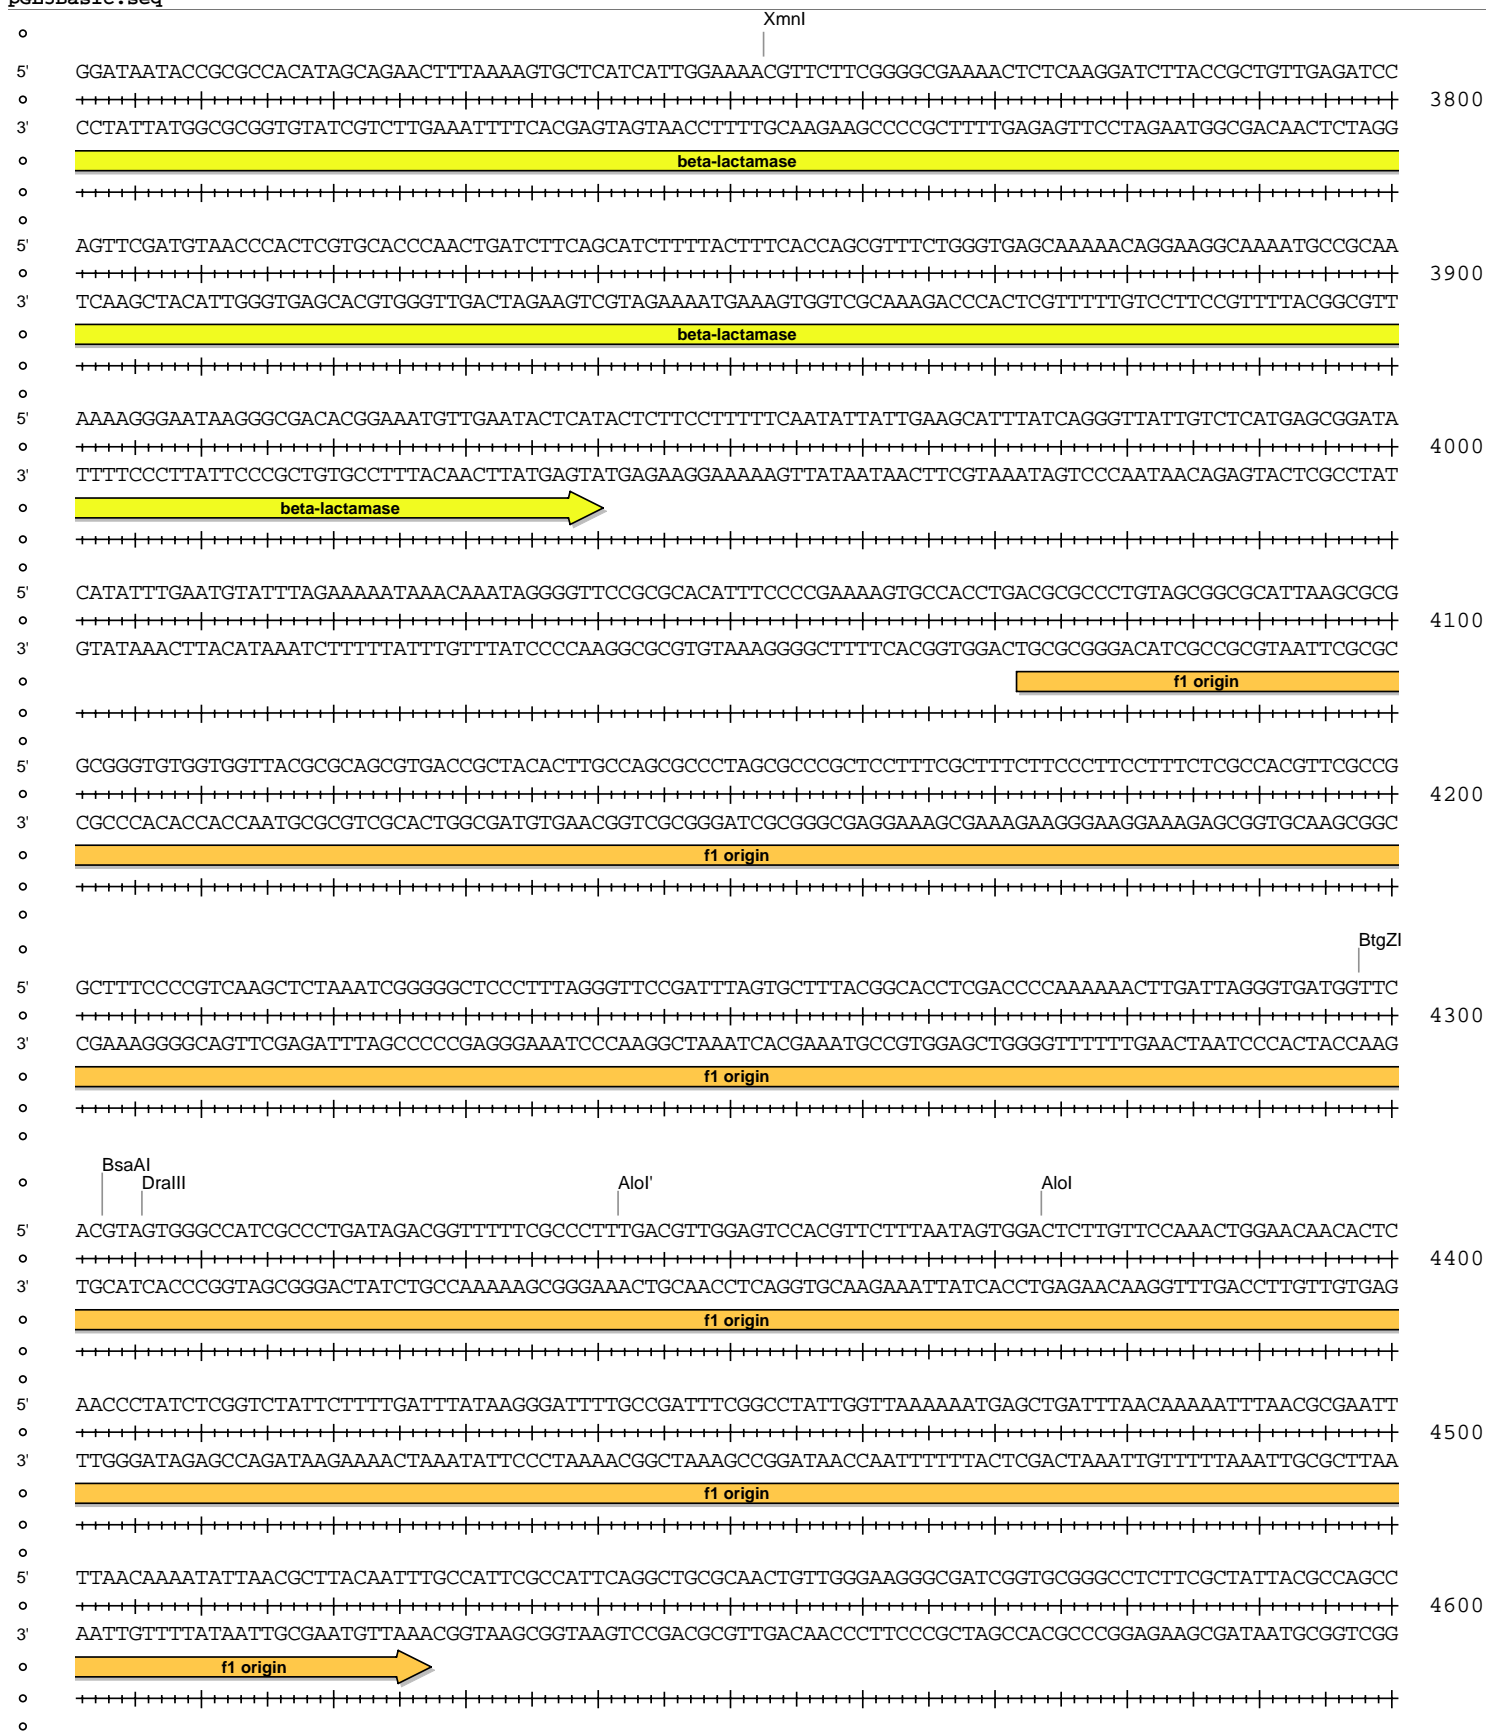 pGL3Basic.seq
XmnI
5' GGATAATACCGCGCCACATAGCAGAACTTTAAAAGTGCTCATCATTGGAAAACGTTCTTCGGGGCGAAAACTCTCAAGGATCTTACCGCTGTTGAGATCC
3800
3' CCTATTATGGCGCGGTGTATCGTCTTGAAATTTTCACGAGTAGTAACCTTTTGCAAGAAGCCCCGCTTTTGAGAGTTCCTAGAATGGCGACAACTCTAGG
beta-lactamase
5' AGTTCGATGTAACCCACTCGTGCACCCAACTGATCTTCAGCATCTTTTACTTTCACCAGCGTTTCTGGGTGAGCAAAAACAGGAAGGCAAAATGCCGCAA
3900
3' TCAAGCTACATTGGGTGAGCACGTGGGTTGACTAGAAGTCGTAGAAAATGAAAGTGGTCGCAAAGACCCACTCGTTTTTGTCCTTCCGTTTTACGGCGTT
beta-lactamase
5' AAAAGGGAATAAGGGCGACACGGAAATGTTGAATACTCATACTCTTCCTTTTTCAATATTATTGAAGCATTTATCAGGGTTATTGTCTCATGAGCGGATA
4000
3' TTTTCCCTTATTCCCGCTGTGCCTTTACAACTTATGAGTATGAGAAGGAAAAAGTTATAATAACTTCGTAAATAGTCCCAATAACAGAGTACTCGCCTAT
beta-lactamase
5' CATATTTGAATGTATTTAGAAAAATAAACAAATAGGGGTTCCGCGCACATTTCCCCGAAAAGTGCCACCTGACGCGCCCTGTAGCGGCGCATTAAGCGCG
4100
3' GTATAAACTTACATAAATCTTTTTATTTGTTTATCCCCAAGGCGCGTGTAAAGGGGCTTTTCACGGTGGACTGCGCGGGACATCGCCGCGTAATTCGCGC
f1 origin
5' GCGGGTGTGGTGGTTACGCGCAGCGTGACCGCTACACTTGCCAGCGCCCTAGCGCCCGCTCCTTTCGCTTTCTTCCCTTCCTTTCTCGCCACGTTCGCCG
4200
3' CGCCCACACCACCAATGCGCGTCGCACTGGCGATGTGAACGGTCGCGGGATCGCGGGCGAGGAAAGCGAAAGAAGGGAAGGAAAGAGCGGTGCAAGCGGC
f1 origin
BtgZI
5' GCTTTCCCCGTCAAGCTCTAAATCGGGGGCTCCCTTTAGGGTTCCGATTTAGTGCTTTACGGCACCTCGACCCCAAAAAACTTGATTAGGGTGATGGTTC
4300
3' CGAAAGGGGCAGTTCGAGATTTAGCCCCCGAGGGAAATCCCAAGGCTAAATCACGAAATGCCGTGGAGCTGGGGTTTTTTGAACTAATCCCACTACCAAG
f1 origin
BsaAI
DraIII AloI' AloI
5' ACGTAGTGGGCCATCGCCCTGATAGACGGTTTTTCGCCCTTTGACGTTGGAGTCCACGTTCTTTAATAGTGGACTCTTGTTCCAAACTGGAACAACACTC
4400
3' TGCATCACCCGGTAGCGGGACTATCTGCCAAAAAGCGGGAAACTGCAACCTCAGGTGCAAGAAATTATCACCTGAGAACAAGGTTTGACCTTGTTGTGAG
f1 origin
5' AACCCTATCTCGGTCTATTCTTTTGATTTATAAGGGATTTTGCCGATTTCGGCCTATTGGTTAAAAAATGAGCTGATTTAACAAAAATTTAACGCGAATT
4500
3' TTGGGATAGAGCCAGATAAGAAAACTAAATATTCCCTAAAACGGCTAAAGCCGGATAACCAATTTTTTACTCGACTAAATTGTTTTTAAATTGCGCTTAA
f1 origin
5' TTAACAAAATATTAACGCTTACAATTTGCCATTCGCCATTCAGGCTGCGCAACTGTTGGGAAGGGCGATCGGTGCGGGCCTCTTCGCTATTACGCCAGCC
4600
3' AATTGTTTTATAATTGCGAATGTTAAACGGTAAGCGGTAAGTCCGACGCGTTGACAACCCTTCCCGCTAGCCACGCCCGGAGAAGCGATAATGCGGTCGG
f1 origin